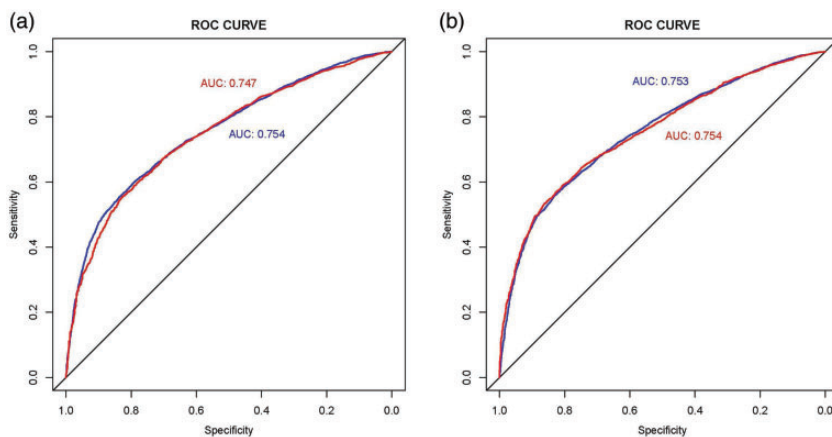 (a)
ROC CURVE
1.0
0.8
0.6
0.4
0.2
0.0
Sensitivity
AUC: 0.747
AUC: 0.754
1.0 0.8 0.6 0.4 0.2 0.0
Specificity
(b)
ROC CURVE
1.0
0.8
0.6
0.4
0.2
0.0
Sensitivity
AUC: 0.753
AUC: 0.754
1.0 0.8 0.6 0.4 0.2 0.0
Specificity